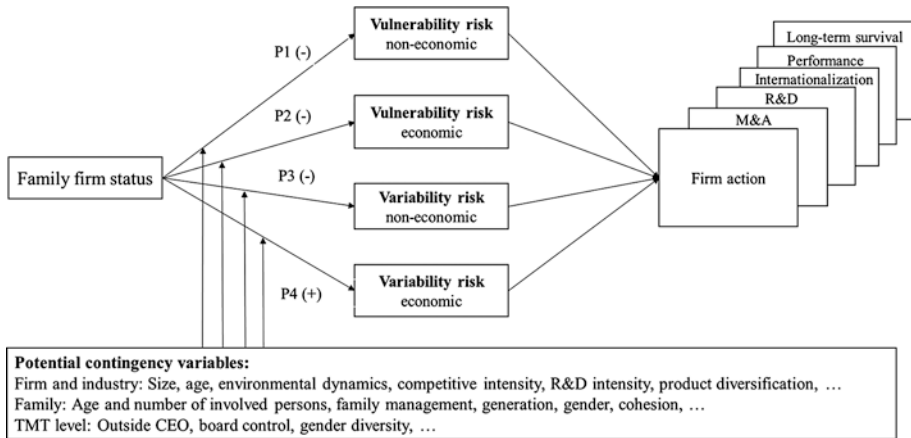 Vulnerability risk
non-economic
P1 (-)
Long-term survival
Performance
Internationalization
R&D
M&A
Firm action
P2 (-)
Vulnerability risk
economic
Family firm status
P3 (-)
Variability risk
non-economic
P4 (+)
Variability risk
economic
Potential contingency variables:
Firm and industry: Size, age, environmental dynamics, competitive intensity, R&D intensity, product diversification, …
Family: Age and number of involved persons, family management, generation, gender, cohesion, …
TMT level: Outside CEO, board control, gender diversity, …